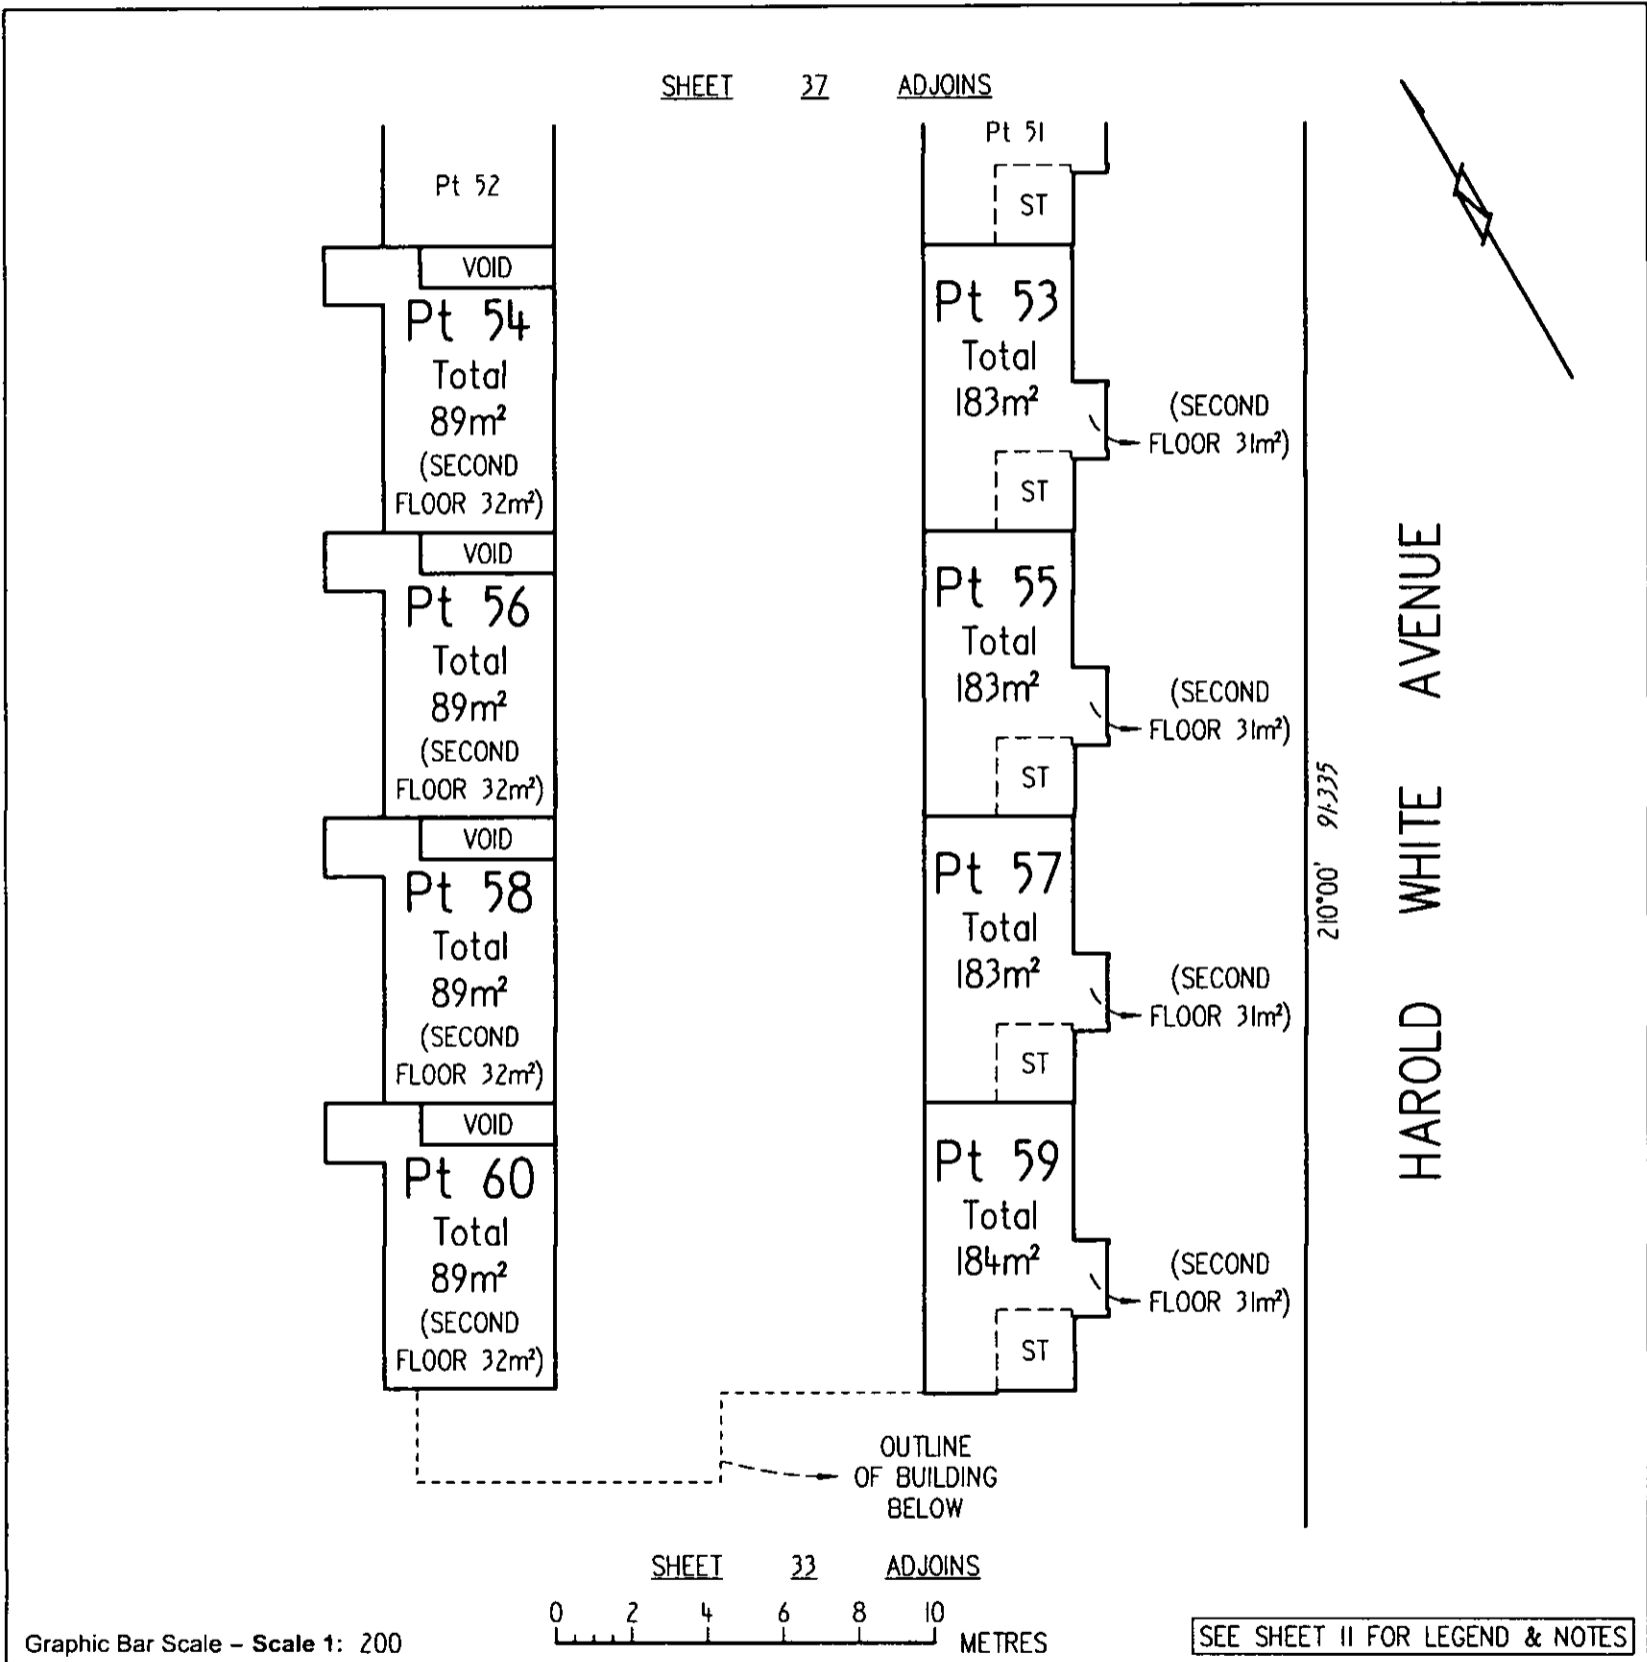 SHEET 37 ADJOINS
Pt 52
Pt 51
ST
VOID
Pt 54
Total
89m²
(SECOND
FLOOR 32m²)
Pt 53
Total
183m²
(SECOND
FLOOR 31m²)
ST
VOID
Pt 56
Total
89m²
(SECOND
FLOOR 32m²)
Pt 55
Total
183m²
(SECOND
FLOOR 31m²)
ST
VOID
Pt 58
Total
89m²
(SECOND
FLOOR 32m²)
Pt 57
Total
183m²
(SECOND
FLOOR 31m²)
ST
VOID
Pt 60
Total
89m²
(SECOND
FLOOR 32m²)
Pt 59
Total
184m²
(SECOND
FLOOR 31m²)
ST
210°00' 91·335
HAROLD WHITE AVENUE
OUTLINE
OF BUILDING
BELOW
SHEET 33 ADJOINS
0 2 4 6 8 10
METRES
Graphic Bar Scale – Scale 1: 200
SEE SHEET 11 FOR LEGEND & NOTES